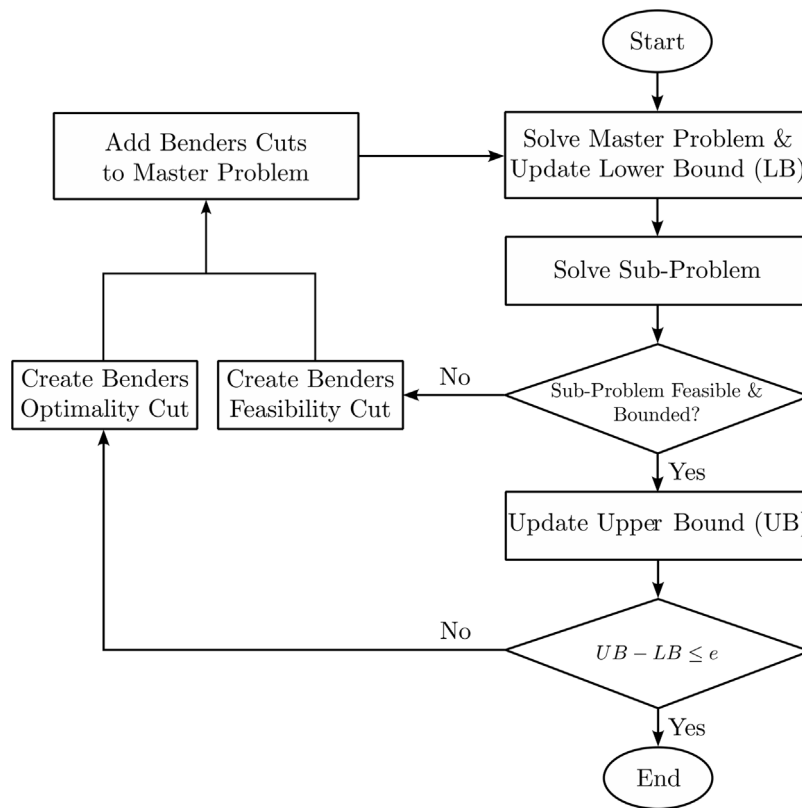 Start
Add Benders Cuts
to Master Problem
Solve Master Problem &
Update Lower Bound (LB)
Solve Sub-Problem
Create Benders
Optimality Cut
Create Benders
Feasibility Cut
No
Sub-Problem Feasible &
Bounded?
Yes
Update Upper Bound (UB)
No
UB − LB ≤ e
Yes
End